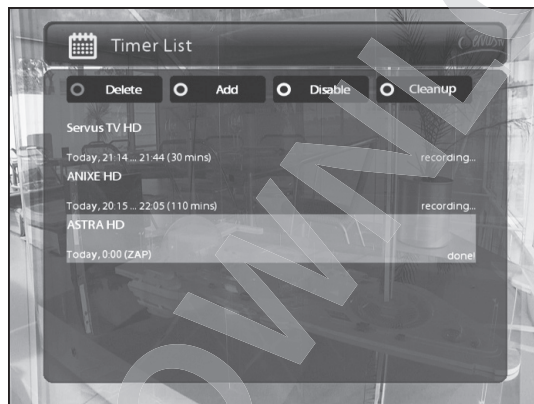 Timer List
Delete Add Disable Cleanup
Servus TV HD
Today, 21:14 ... 21:44 (30 mins) recording...
ANIXE HD
Today, 20:15 ... 22:05 (110 mins) recording...
ASTRA HD
Today, 0:00 (ZAP) done!